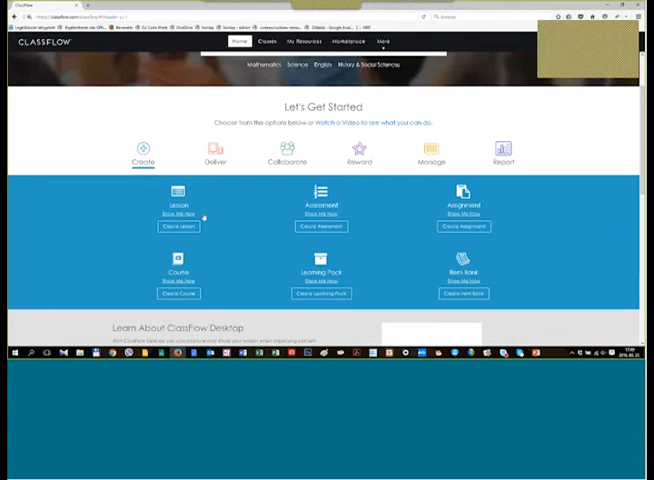 ClassFlow
CLASSFLOW
Home Classes My Resources Marketplace More
Mathematics Science English History & Social Sciences
Let's Get Started
Choose from the options below or Watch a Video to see what you can do.
Create Deliver Collaborate Reward Manage Report
Lesson Assessment Assignment
Show Me How Show Me How Show Me How
Create Lesson Create Assessment Create Assignment
Course Learning Pack Item Bank
Show Me How Show Me How Show Me How
Create Course Create Learning Pack Create Item Bank
Learn About ClassFlow Desktop